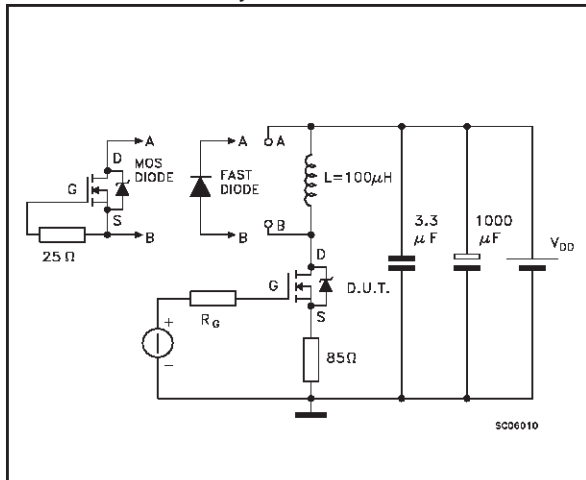 A
A
A
D
MOS
DIODE
FAST
DIODE
L=100μH
G
S
B
B
B
25Ω
D
3.3
μF
1000
μF
V_DD
G
D.U.T.
S
R_G
+
-
85Ω
SC06010